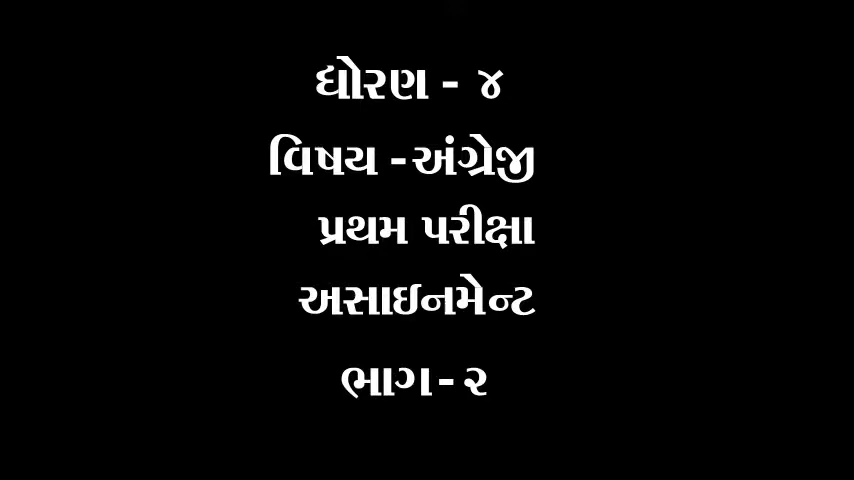 ધોરણ - ૪
વિષય -અંગ્રેજી
પ્રથમ પરીક્ષા
અસાઇનમેન્ટ
ભાગ-૨